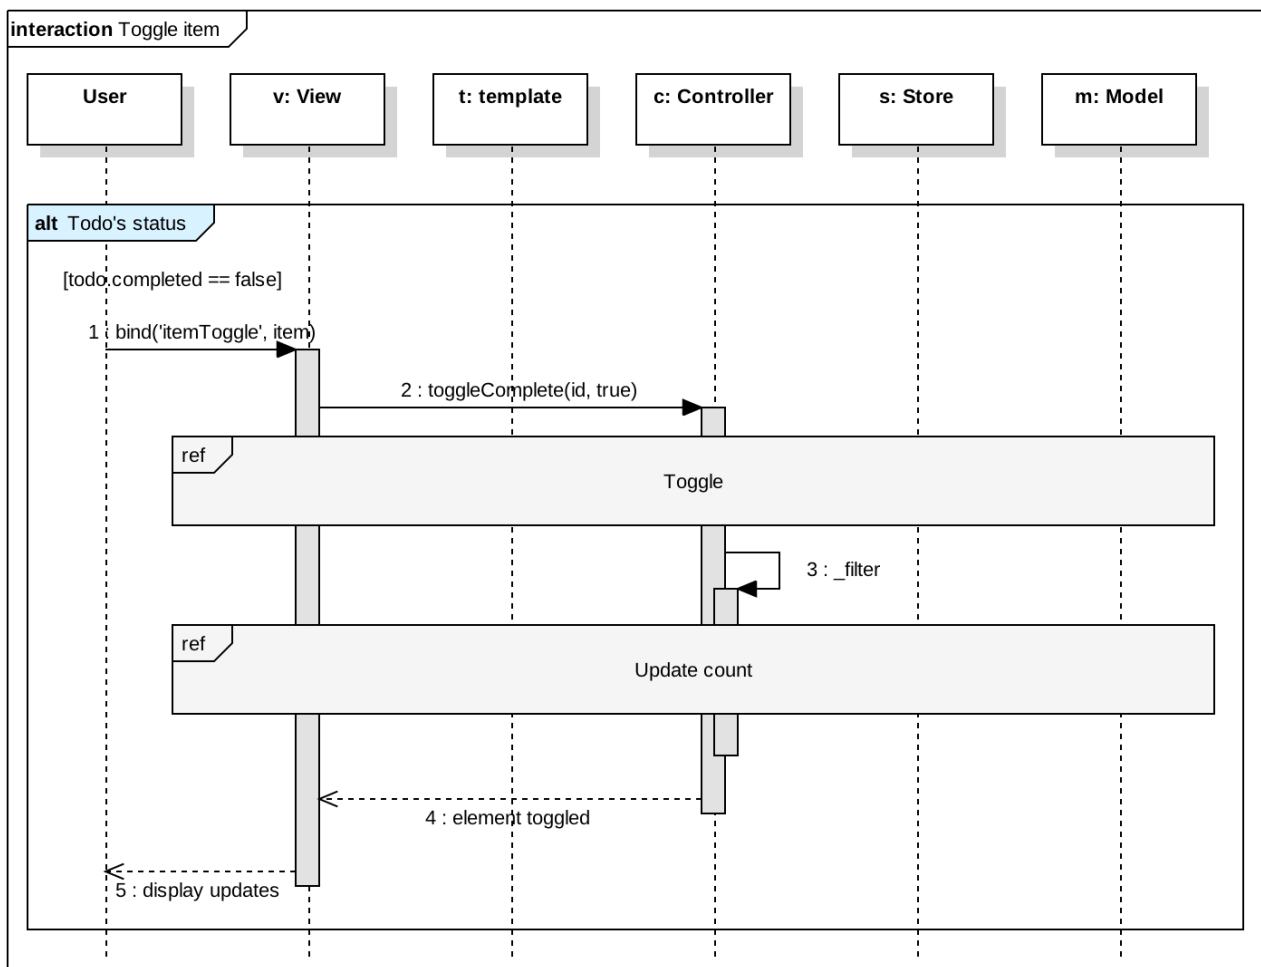 interaction Toggle item
User
v: View
t: template
c: Controller
s: Store
m: Model
alt Todo's status
[todo.completed == false]
1 : bind('itemToggle', item)
2 : toggleComplete(id, true)
ref
Toggle
3 : _filter
ref
Update count
4 : element toggled
5 : display updates